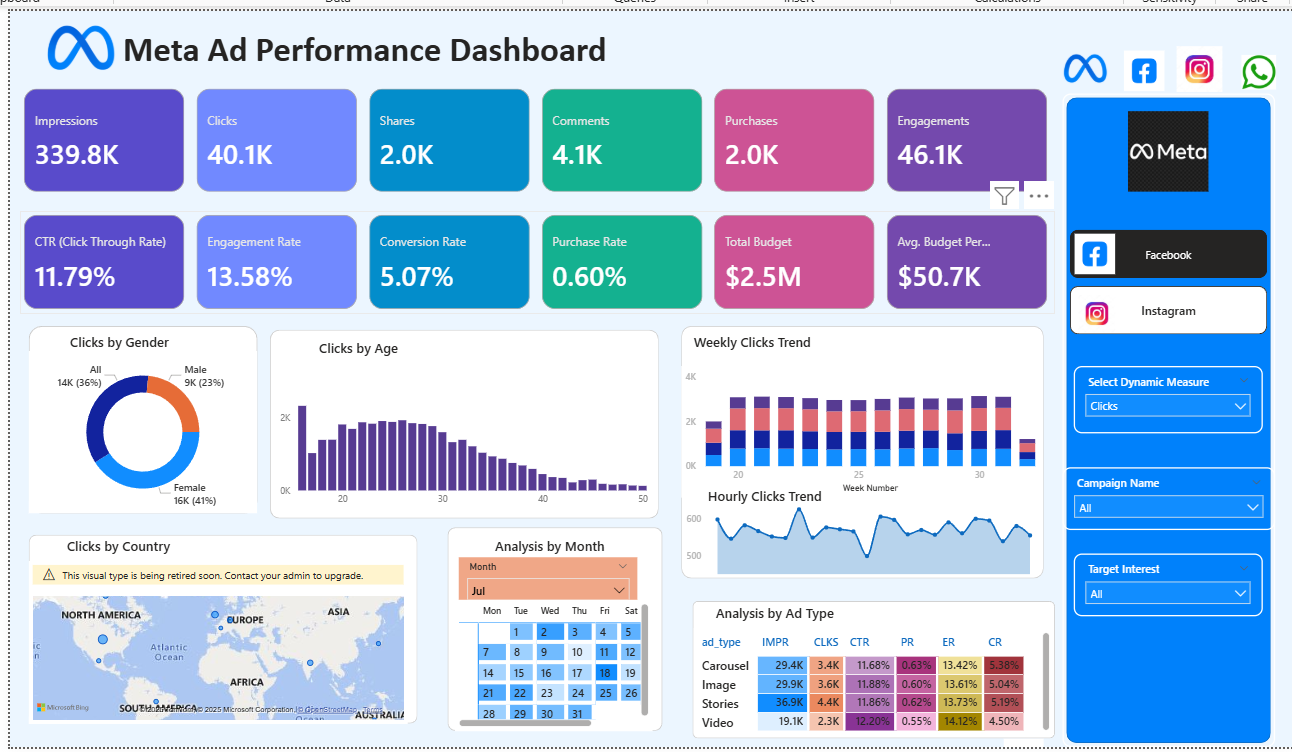 Data
Queries
Insert
Calculations
Sensitivity
Share
Meta Ad Performance Dashboard
Impressions
339.8K
Clicks
40.1K
Shares
2.0K
Comments
4.1K
Purchases
2.0K
Engagements
46.1K
CTR (Click Through Rate)
11.79%
Engagement Rate
13.58%
Conversion Rate
5.07%
Purchase Rate
0.60%
Total Budget
$2.5M
Avg. Budget Per...
$50.7K
Meta
Facebook
Instagram
Select Dynamic Measure
Clicks
Campaign Name
All
Target Interest
All
Clicks by Gender
All
14K (36%)
Male
9K (23%)
Female
16K (41%)
Clicks by Age
2K
0K
20 30 40 50
Weekly Clicks Trend
4K
2K
0K
20 25 30
Week Number
Hourly Clicks Trend
600
500
Clicks by Country
This visual type is being retired soon. Contact your admin to upgrade.
NORTH AMERICA
EUROPE
ASIA
Atlantic
Ocean
AFRICA
SOUTH AMERICA
AUSTRALIA
Microsoft Bing
2025 Microsoft Corporation, © OpenStreetMap Terms
Analysis by Month
Month
Jul
Mon Tue Wed Thu Fri Sat
1 2 3 4 5
7 8 9 10 11 12
14 15 16 17 18 19
21 22 23 24 25 26
28 29 30 31
Analysis by Ad Type
ad_type IMPR CLKS CTR PR ER CR
Carousel 29.4K 3.4K 11.68% 0.63% 13.42% 5.38%
Image 29.9K 3.6K 11.88% 0.60% 13.61% 5.04%
Stories 36.9K 4.4K 11.86% 0.62% 13.73% 5.19%
Video 19.1K 2.3K 12.20% 0.55% 14.12% 4.50%